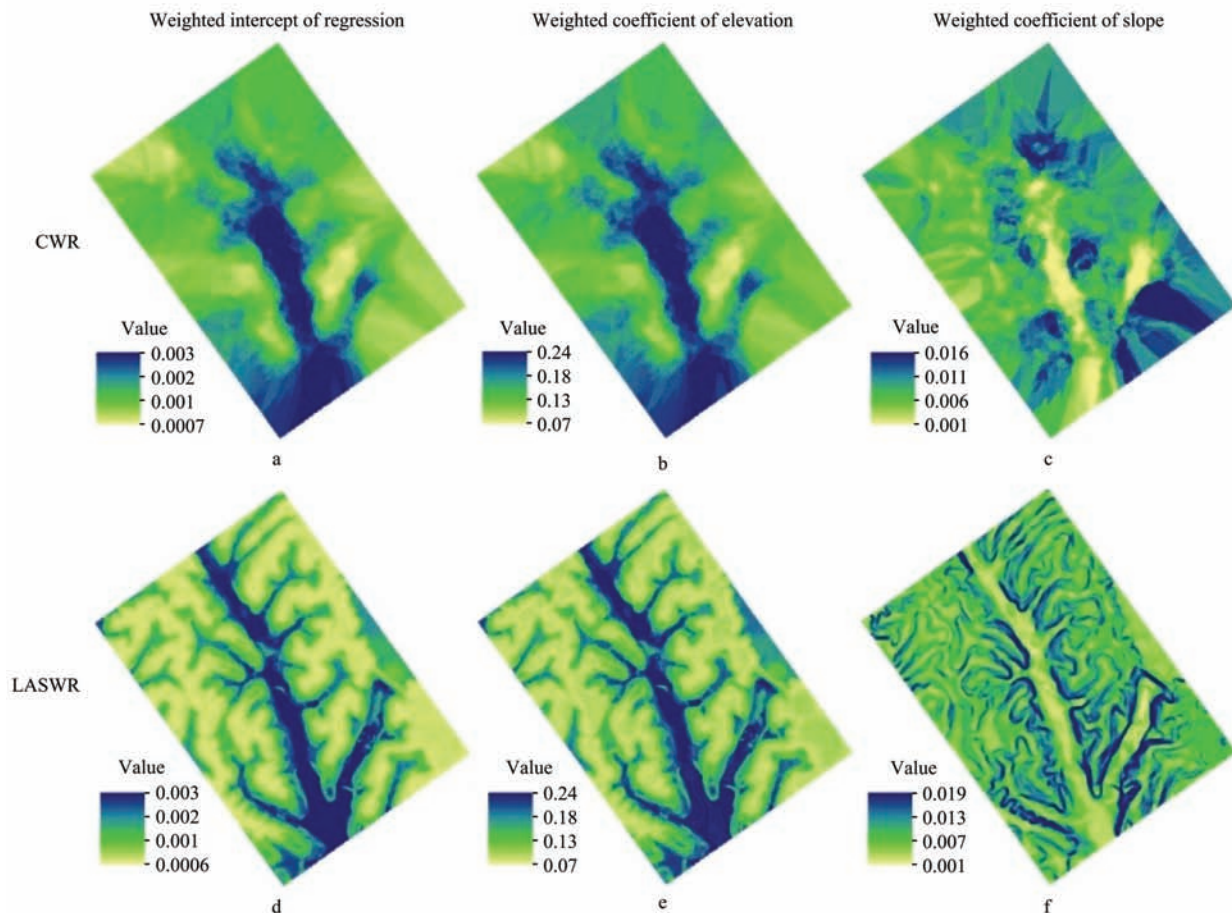 Weighted intercept of regression
Weighted coefficient of elevation
Weighted coefficient of slope
CWR
Value
0.003
0.002
0.001
0.0007
Value
0.24
0.18
0.13
0.07
Value
0.016
0.011
0.006
0.001
a
b
c
LASWR
Value
0.003
0.002
0.001
0.0006
Value
0.24
0.18
0.13
0.07
Value
0.019
0.013
0.007
0.001
d
e
f